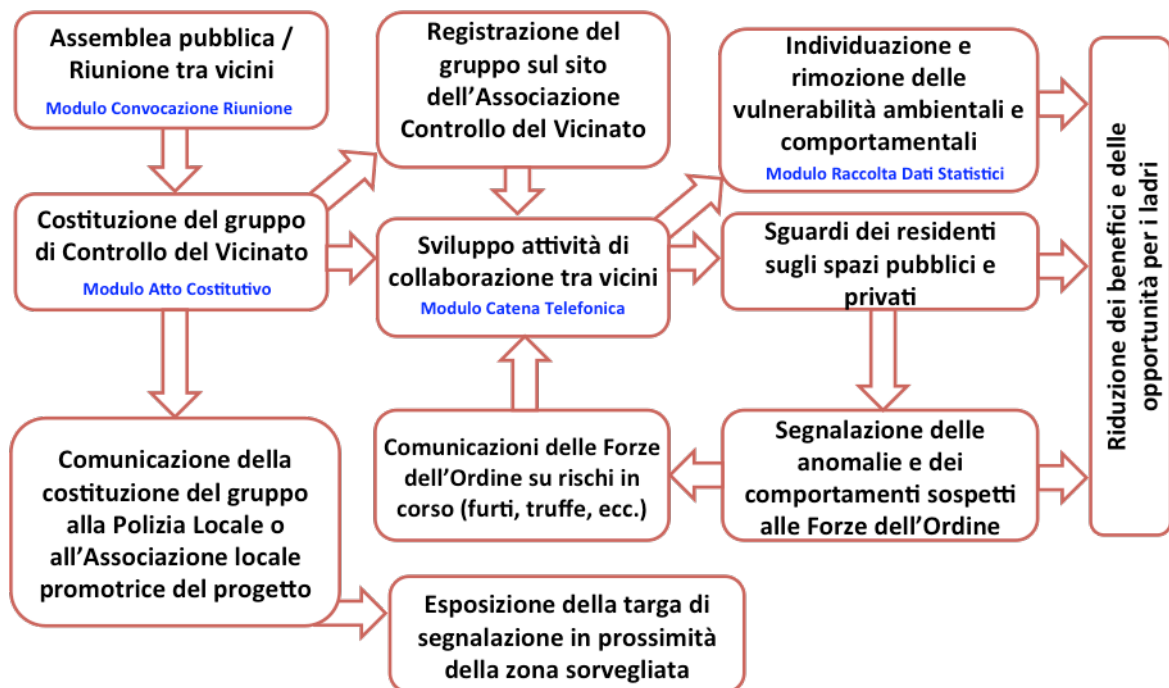 Assemblea pubblica /
Riunione tra vicini
Modulo Convocazione Riunione
Registrazione del
gruppo sul sito
dell'Associazione
Controllo del Vicinato
Individuazione e
rimozione delle
vulnerabilità ambientali e
comportamentali
Modulo Raccolta Dati Statistici
Costituzione del gruppo
di Controllo del Vicinato
Modulo Atto Costitutivo
Sviluppo attività di
collaborazione tra vicini
Modulo Catena Telefonica
Sguardi dei residenti
sugli spazi pubblici e
privati
Riduzione dei benefici e delle
opportunità per i ladri
Comunicazione della
costituzione del gruppo
alla Polizia Locale o
all'Associazione locale
promotrice del progetto
Comunicazioni delle Forze
dell'Ordine su rischi in
corso (furti, truffe, ecc.)
Segnalazione delle
anomalie e dei
comportamenti sospetti
alle Forze dell'Ordine
Esposizione della targa di
segnalazione in prossimità
della zona sorvegliata